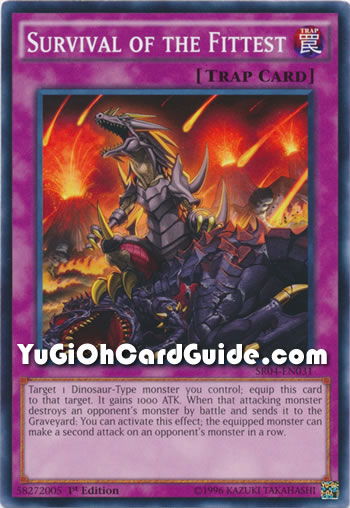 SURVIVAL OF THE FITTEST
TRAP
罠
[TRAP CARD]
YuGiOhCardGuide.com
SR04-EN031
Target 1 Dinosaur-Type monster you control; equip this card
to that target. It gains 1000 ATK. When that attacking monster
destroys an opponent's monster by battle and sends it to the
Graveyard: You can activate this effect; the equipped monster can
make a second attack on an opponent's monster in a row.
58272005 1st Edition ©1996 KAZUKI TAKAHASHI